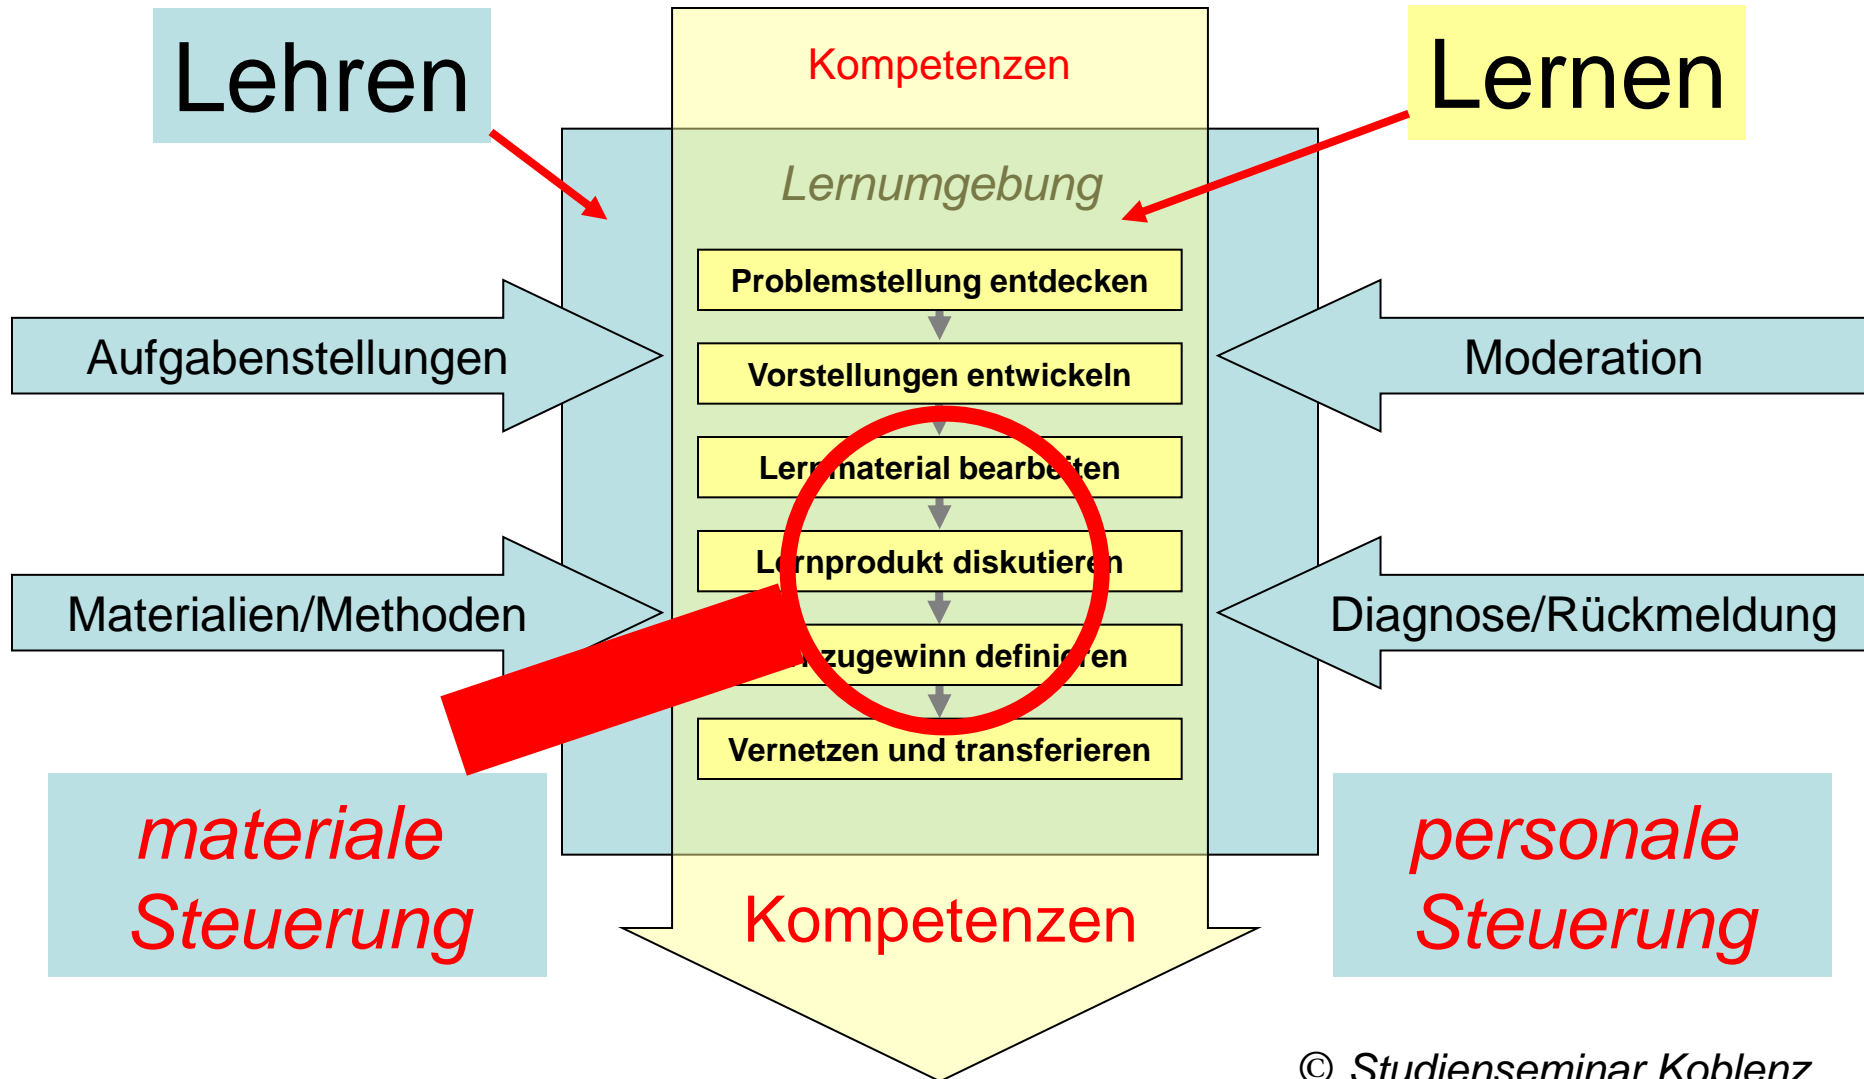 Lehren
Kompetenzen
Lernen
Lernumgebung
Problemstellung entdecken
Aufgabenstellungen
Vorstellungen entwickeln
Moderation
Lernmaterial bearbeiten
Lernprodukt diskutieren
Materialien/Methoden
Diagnose/Rückmeldung
definieren
Vernetzen und transferieren
materiale
Steuerung
personale
Steuerung
Kompetenzen
© Studienseminar Koblenz